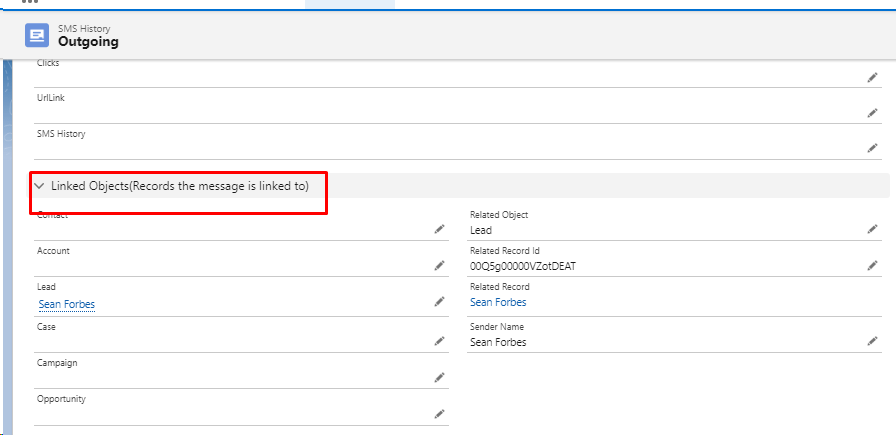 SMS History
Outgoing
Clicks
UrlLink
SMS History
Linked Objects(Records the message is linked to)
Contact
Related Object
Lead
Account
Related Record Id
00Q5g00000VZotDEAT
Lead
Sean Forbes
Related Record
Sean Forbes
Case
Sender Name
Sean Forbes
Campaign
Opportunity